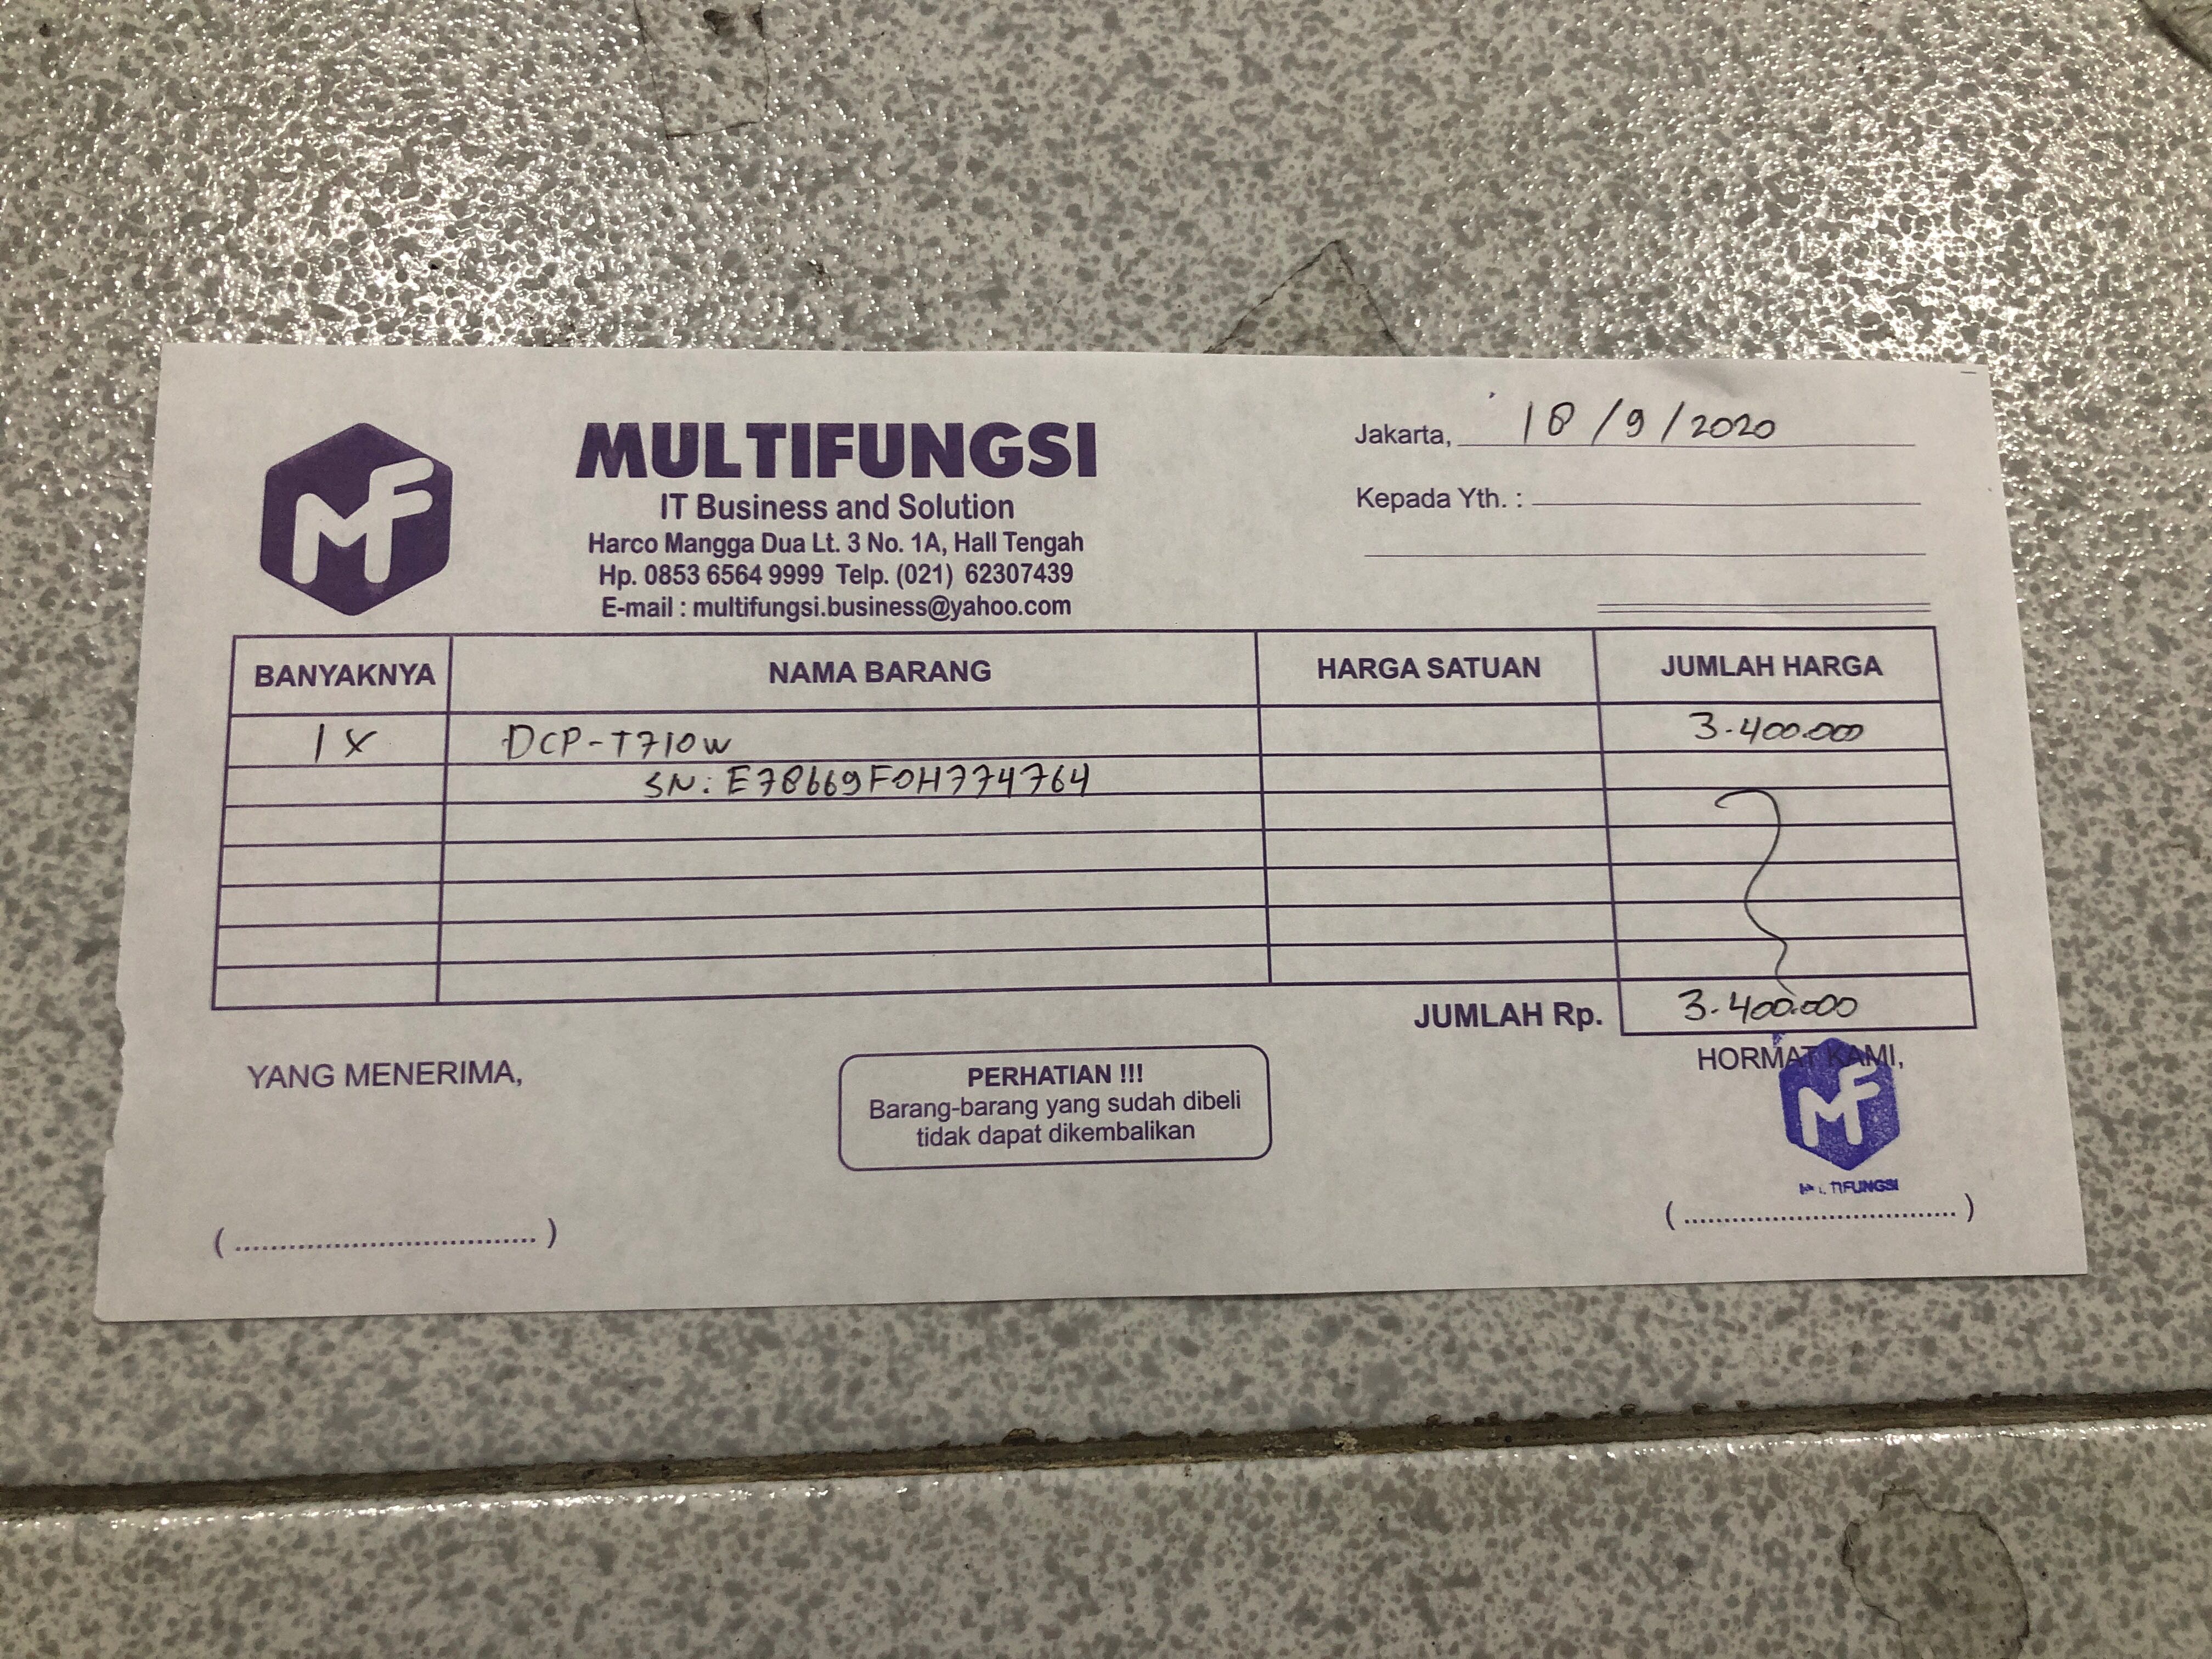 MF
MULTIFUNGSI
IT Business and Solution
Harco Mangga Dua Lt. 3 No. 1A, Hall Tengah
Hp. 0853 6564 9999 Telp. (021) 62307439
E-mail : multifungsi.business@yahoo.com
Jakarta, 18/9/2020
Kepada Yth. :
BANYAKNYA NAMA BARANG HARGA SATUAN JUMLAH HARGA
1 X DCP-T710W 3.400.000
SN: E78669F0H774764
JUMLAH Rp. 3.400.000
YANG MENERIMA,
PERHATIAN !!!
Barang-barang yang sudah dibeli
tidak dapat dikembalikan
HORMAT KAMI,
MF
MULTIFUNGSI
(..................................)
(..................................)